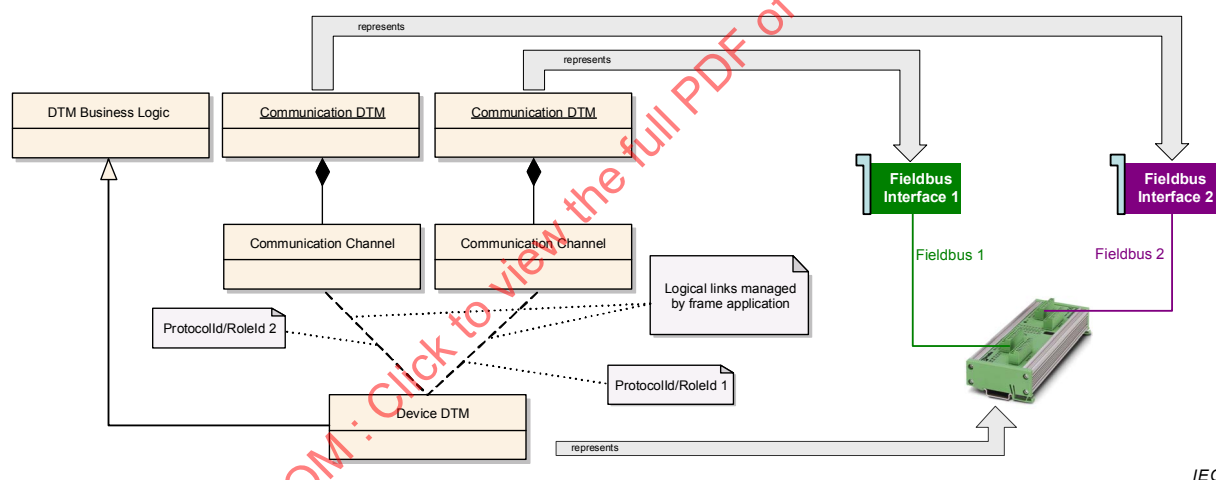 represents
represents
DTM Business Logic
Communication DTM
Communication DTM
Fieldbus
Interface 1
Fieldbus
Interface 2
Communication Channel
Communication Channel
Fieldbus 1
Fieldbus 2
Logical links managed
by frame application
ProtocolId/RoleId 2
ProtocolId/RoleId 1
Device DTM
represents
IEC
OM : Click to view the full PDF of